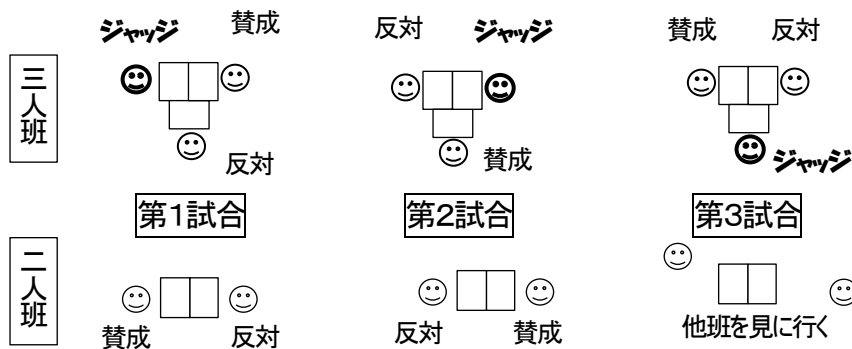 ジャッジ 賛成 反対 ジャッジ 賛成 反対
三人班
反対 賛成 ジャッジ
第1試合 第2試合 第3試合
二人班
賛成 反対 反対 賛成 他班を見に行く